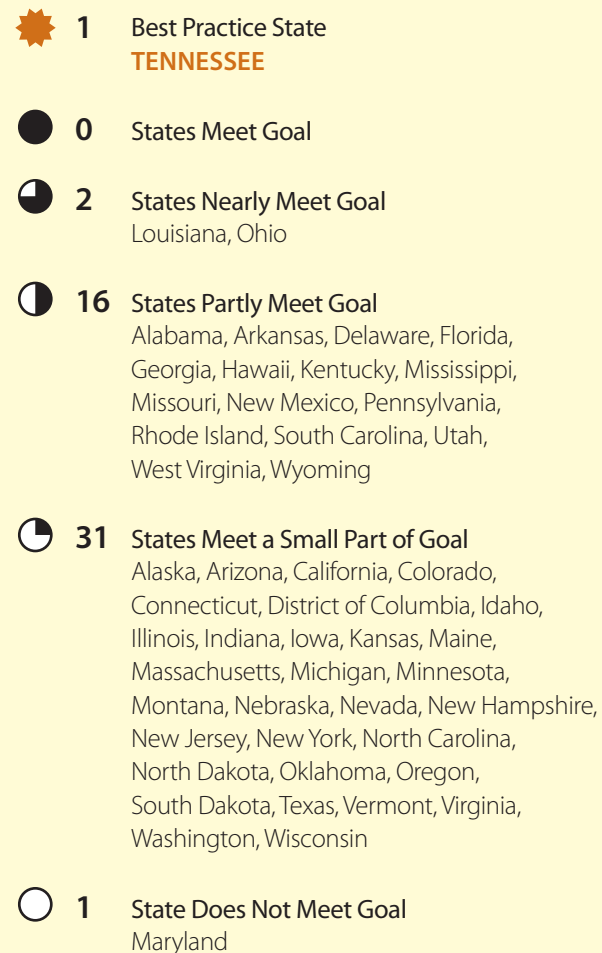 1 Best Practice State
TENNESSEE
0 States Meet Goal
2 States Nearly Meet Goal
Louisiana, Ohio
16 States Partly Meet Goal
Alabama, Arkansas, Delaware, Florida,
Georgia, Hawaii, Kentucky, Mississippi,
Missouri, New Mexico, Pennsylvania,
Rhode Island, South Carolina, Utah,
West Virginia, Wyoming
31 States Meet a Small Part of Goal
Alaska, Arizona, California, Colorado,
Connecticut, District of Columbia, Idaho,
Illinois, Indiana, Iowa, Kansas, Maine,
Massachusetts, Michigan, Minnesota,
Montana, Nebraska, Nevada, New Hampshire,
New Jersey, New York, North Carolina,
North Dakota, Oklahoma, Oregon,
South Dakota, Texas, Vermont, Virginia,
Washington, Wisconsin
1 State Does Not Meet Goal
Maryland